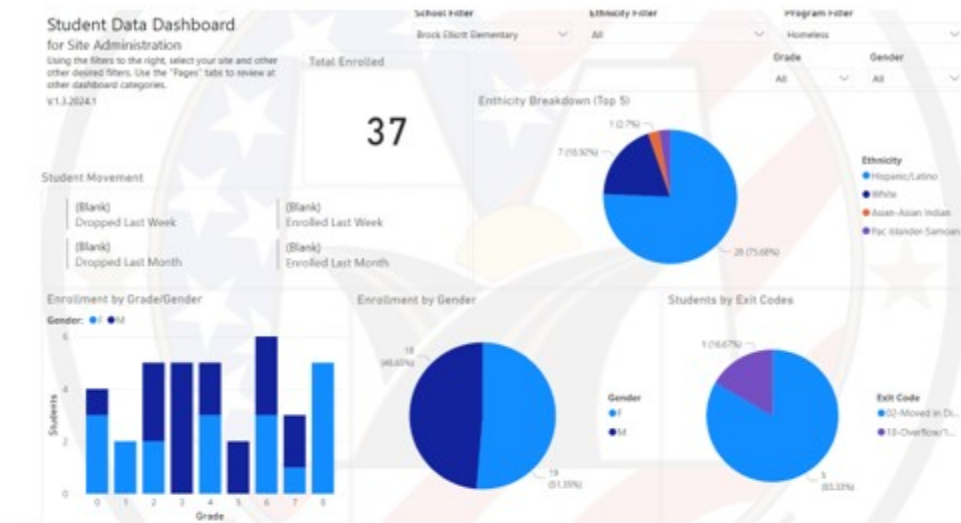 Student Data Dashboard
for Site Administration
Using the filters to the right, select your site and other
other desired filters. Use the "Pages" tabs to review at
other dashboard categories.
V.1.3.2024.1
School Filter
Brock Elliott Elementary
Ethnicity Filter
All
Program Filter
Homeless
Grade
All
Gender
All
Total Enrolled
37
Enthicity Breakdown (Top 5)
1 (2.7%)
7 (18.92%)
28 (75.68%)
Ethnicity
Hispanic/Latino
White
Asian-Asian Indian
Pac Islander-Samoan
Student Movement
(Blank)
Dropped Last Week
(Blank)
Enrolled Last Week
(Blank)
Dropped Last Month
(Blank)
Enrolled Last Month
Enrollment by Grade/Gender
Gender: F M
6
4
2
0
Students
0 1 2 3 4 5 6 7 8
Grade
Enrollment by Gender
18
(48.65%)
19
(51.35%)
Gender
F
M
Students by Exit Codes
1 (16.67%)
5
(83.33%)
Exit Code
02-Moved in Di...
10-Overflow/1...